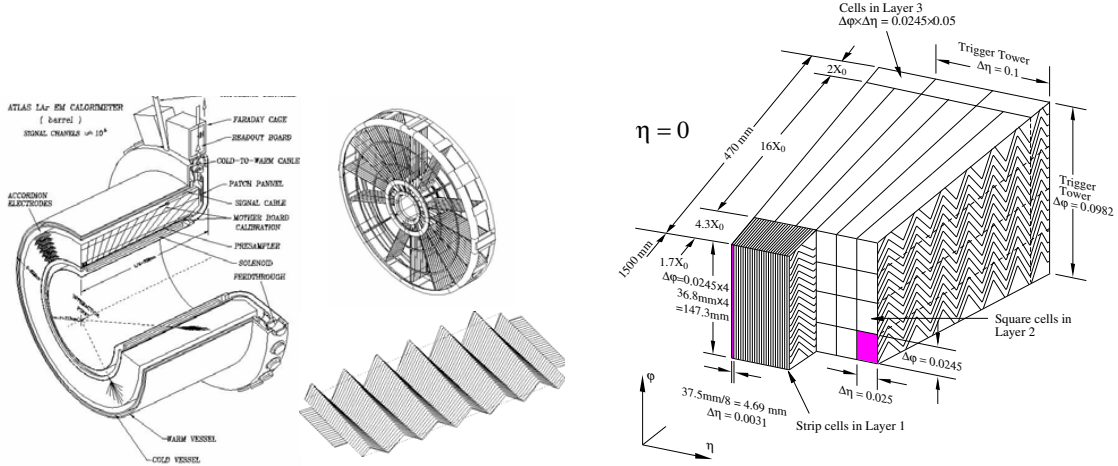 ATLAS LAr EM CALORIMETER
( barrel )
SIGNAL CHANELS
FARADAY CAGE
READOUT BOARD
COLD-TO-WARM CABLE
PATCH PANNEL
SIGNAL CABLE
MOTHER BOARD
CALIBRATION
PRESAMPLER
SOLENOID
FEEDTHROUGH
ACCORDION
ELECTRODES
WARM VESSEL
COLD VESSEL
Cells in Layer 3
Δφ×Δη = 0.0245×0.05
Trigger Tower
Δη = 0.1
2X₀
η = 0
470 mm
16X₀
Trigger
Tower
Δφ = 0.0982
4.3X₀
1500 mm
1.7X₀
Δφ=0.0245x4
36.8mmx4
=147.3mm
Square cells in
Layer 2
Δφ = 0.0245
Δη = 0.025
37.5mm/8 = 4.69 mm
Δη = 0.0031
Strip cells in Layer 1
φ
η